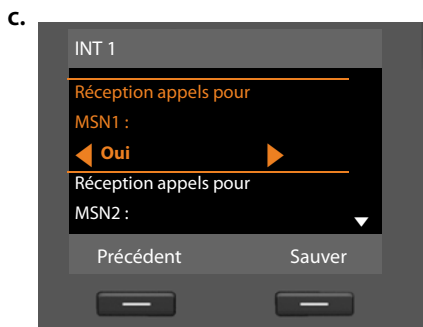 C.
INT 1
Réception appels pour
MSN1 :
Oui
Réception appels pour
MSN2 :
Précédent Sauver